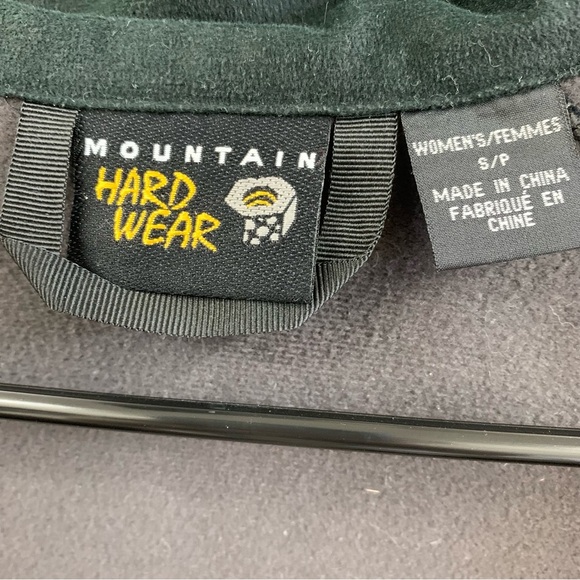 MOUNTAIN
HARD
WEAR
WOMEN'S/FEMMES
S/P
MADE IN CHINA
FABRIQUÉ EN
CHINE